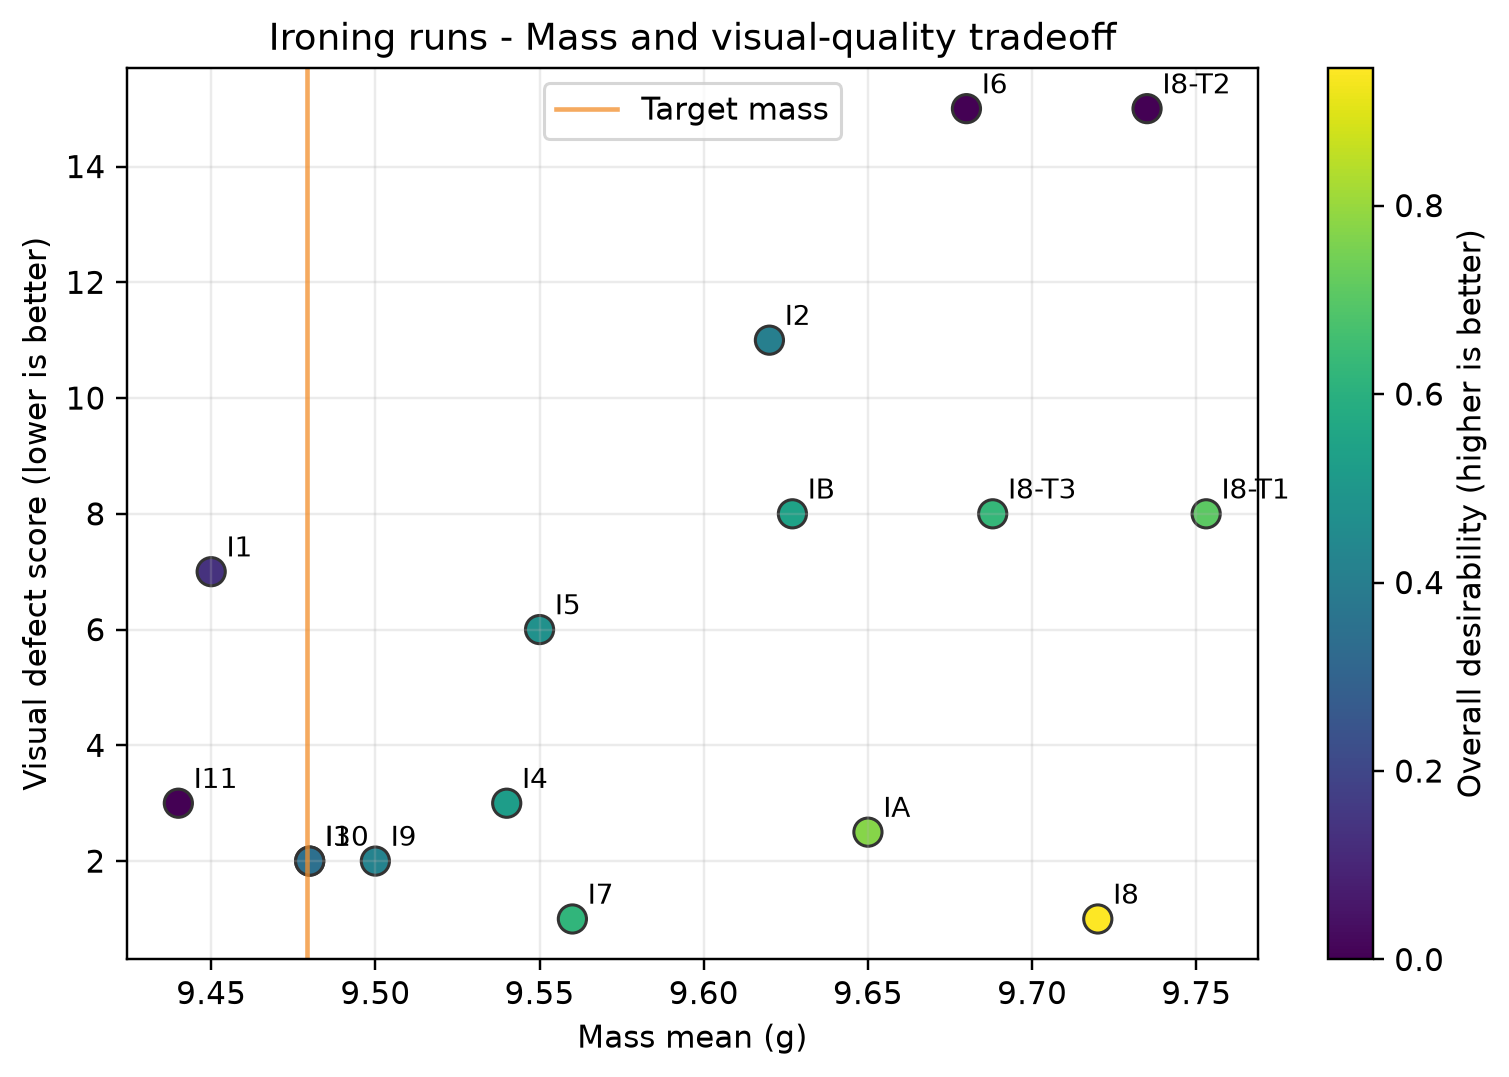 Ironing runs - Mass and visual-quality tradeoff
Target mass
I6
I8-T2
I2
IB
I8-T3
I8-T1
I1
I5
I11
I4
IA
I9
I7
I8
14
12
10
8
6
4
2
Visual defect score (lower is better)
9.45
9.50
9.55
9.60
9.65
9.70
9.75
Mass mean (g)
0.8
0.6
0.4
0.2
0.0
Overall desirability (higher is better)